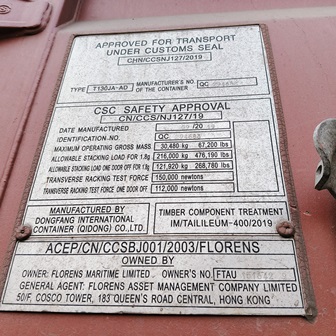 APPROVED FOR TRANSPORT
UNDER CUSTOMS SEAL
CHN/CCSNJ127/2019
TYPE T130JA-AO MANUFACTURER'S NO. OF THE CONTAINER QC
CSC SAFETY APPROVAL
CN/CCS/NJ127/19
DATE MANUFACTURED /20
IDENTIFICATION NO. QC
MAXIMUM OPERATING GROSS MASS 30,480 kg 67,200 lbs
ALLOWABLE STACKING LOAD FOR 1.8g 216,000 kg 476,190 lbs
ALLOWABLE STACKING LOAD ONE DOOR OFF FOR 1.8g 121,920 kg 268,780 lbs
TRANSVERSE RACKING TEST FORCE 150,000 newtons
TRANSVERSE RACKING TEST FORCE ONE DOOR OFF 112,000 newtons
MANUFACTURED BY
DONGFANG INTERNATIONAL
CONTAINER (QIDONG) CO.,LTD.
TIMBER COMPONENT TREATMENT
IM/TAILILEUM-400/2019
ACEP/CN/CCSBJ001/2003/FLORENS
OWNED BY
OWNER: FLORENS MARITIME LIMITED OWNER'S NO. FTAU
GENERAL AGENT: FLORENS ASSET MANAGEMENT COMPANY LIMITED
50/F, COSCO TOWER, 183 QUEEN'S ROAD CENTRAL, HONG KONG